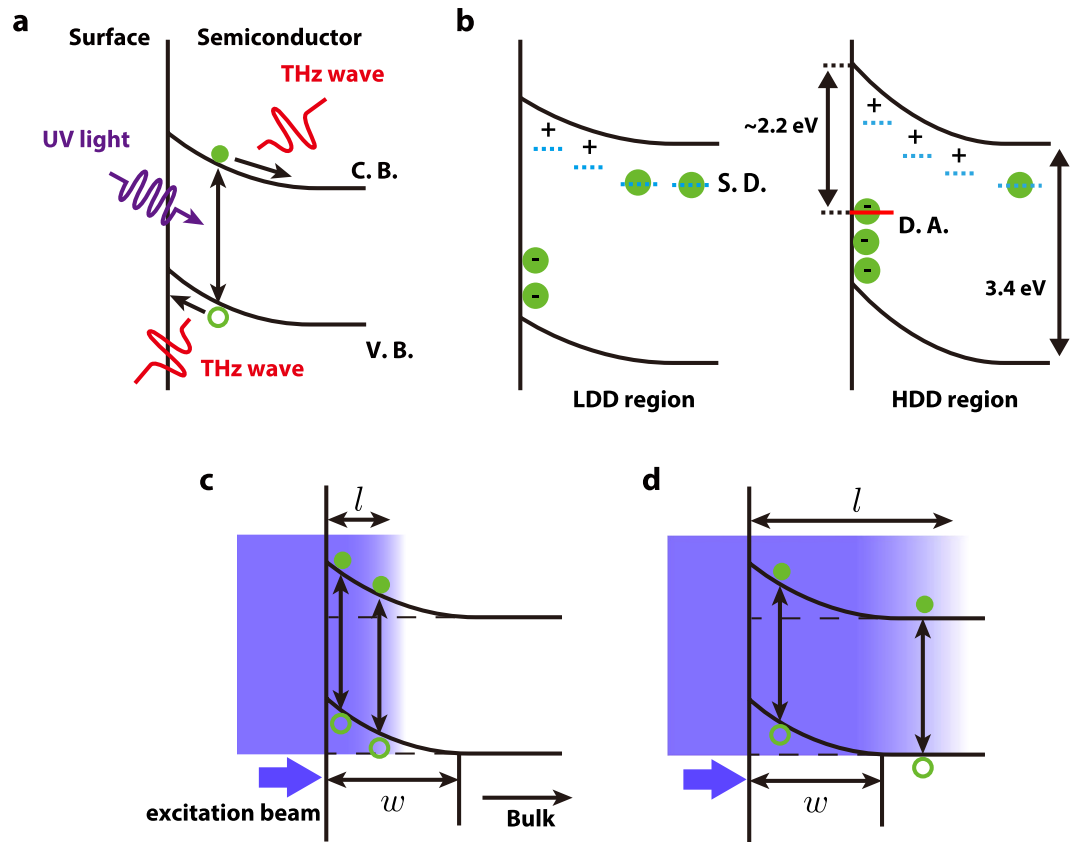 a
Surface
Semiconductor
THz wave
UV light
C. B.
V. B.
THz wave
b
+
+
S. D.
-
-
LDD region
~2.2 eV
+
+
+
-
-
-
D. A.
3.4 eV
HDD region
c
l
w
excitation beam
Bulk
d
l
w